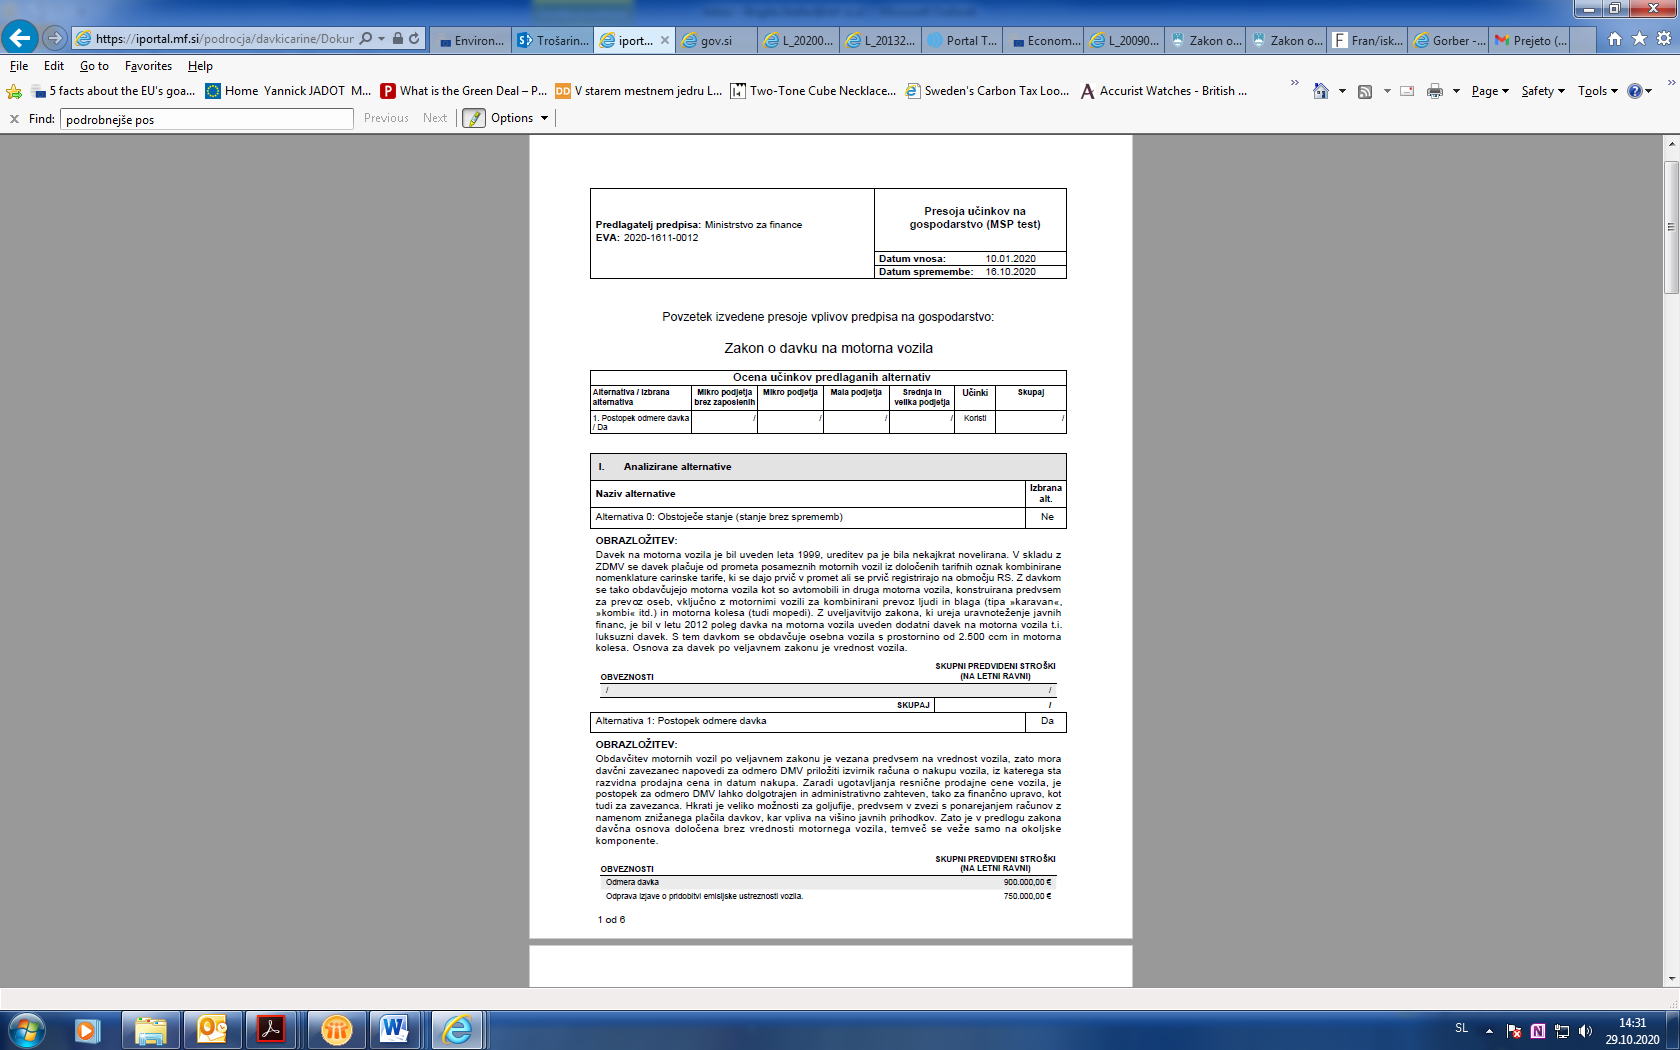 https://iportal.mf.si/podrocja/davkicarine/Dokur
Environ...
Trošarin...
iport...
gov.si
L_20200...
L_20132...
Portal T...
Econom...
L_20090...
Zakon o...
Zakon o...
Fran/isk...
Gorber -...
Prejeto (...
File Edit Go to Favorites Help
5 facts about the EU's goa... Home Yannick JADOT M... What is the Green Deal – P... V starem mestnem jedru L... Two-Tone Cube Necklace... Sweden's Carbon Tax Loo... Accurist Watches - British ... Page Safety Tools
Find: podrobnejše pos Previous Next Options
Predlagatelj predpisa: Ministrstvo za finance
EVA: 2020-1611-0012
Presoja učinkov na
gospodarstvo (MSP test)
Datum vnosa: 10.01.2020
Datum spremembe: 16.10.2020
Povzetek izvedene presoje vplivov predpisa na gospodarstvo:
Zakon o davku na motorna vozila
Ocena učinkov predlaganih alternativ
Alternativa / Izbrana alternativa
Mikro podjetja brez zaposlenih
Mikro podjetja
Mala podjetja
Srednja in velika podjetja
Učinki
Skupaj
1. Postopek odmere davka / Da
/ / / / Koristi /
I. Analizirane alternative
Naziv alternative
Izbrana alt.
Alternativa 0: Obstoječe stanje (stanje brez sprememb) Ne
OBRAZLOŽITEV:
Davek na motorna vozila je bil uveden leta 1999, ureditev pa je bila nekajkrat novelirana. V skladu z
ZDMV se davek plačuje od prometa posameznih motornih vozil iz določenih tarifnih oznak kombinirane
nomenklature carinske tarife, ki se dajo prvič v promet ali se prvič registrirajo na območju RS. Z davkom
se tako obdavčujejo motorna vozila kot so avtomobili in druga motorna vozila, konstruirana predvsem
za prevoz oseb, vključno z motornimi vozili za kombinirani prevoz ljudi in blaga (tipa »karavan«,
»kombi« itd.) in motorna kolesa (tudi mopedi). Z uveljavitvijo zakona, ki ureja uravnoteženje javnih
financ, je bil v letu 2012 poleg davka na motorna vozila uveden dodatni davek na motorna vozila t.i.
luksuzni davek. S tem davkom se obdavčuje osebna vozila s prostornino od 2.500 ccm in motorna
kolesa. Osnova za davek po veljavnem zakonu je vrednost vozila.
OBVEZNOSTI
SKUPNI PREDVIDENI STROŠKI
(NA LETNI RAVNI)
/ /
SKUPAJ /
Alternativa 1: Postopek odmere davka Da
OBRAZLOŽITEV:
Obdavčitev motornih vozil po veljavnem zakonu je vezana predvsem na vrednost vozila, zato mora
davčni zavezanec napovedi za odmero DMV priložiti izvirnik računa o nakupu vozila, iz katerega sta
razvidna prodajna cena in datum nakupa. Zaradi ugotavljanja resnične prodajne cene vozila, je
postopek za odmero DMV lahko dolgotrajen in administrativno zahteven, tako za finančno upravo, kot
tudi za zavezanca. Hkrati je veliko možnosti za goljufije, predvsem v zvezi s ponarejanjem računov z
namenom znižanega plačila davkov, kar vpliva na višino javnih prihodkov. Zato je v predlogu zakona
davčna osnova določena brez vrednosti motornega vozila, temveč se veže samo na okoljske
komponente.
OBVEZNOSTI
SKUPNI PREDVIDENI STROŠKI
(NA LETNI RAVNI)
Odmera davka 900.000,00 €
Odprava izjave o pridobitvi emisijske ustreznosti vozila. 750.000,00 €
1 od 6
SL
14:31
29.10.2020